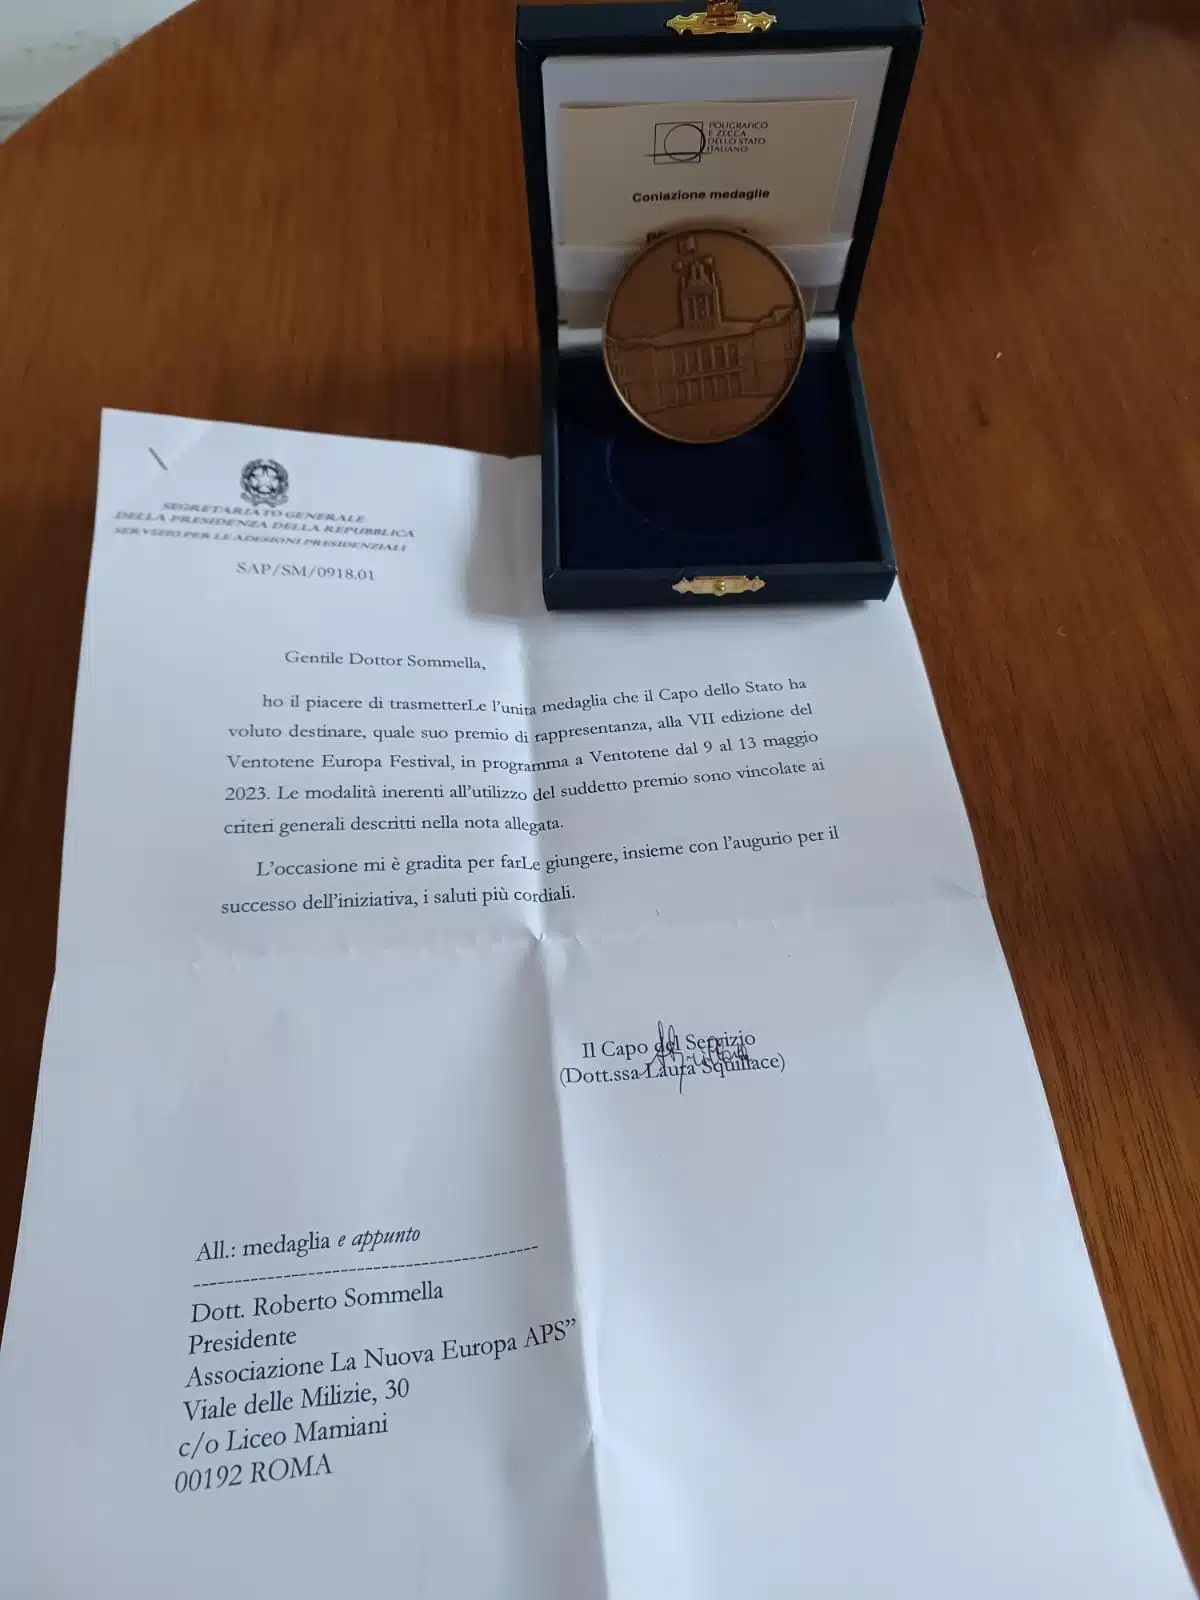 POLIGRAFICO
E ZECCA
DELLO STATO
ITALIANO
Coniazione medaglie
SEGRETARIATO GENERALE
DELLA PRESIDENZA DELLA REPUBBLICA
SERVIZIO PER LE ADESIONI PRESIDENZIALI
SAP/SM/0918.01
Gentile Dottor Sommella,
ho il piacere di trasmetterLe l'unita medaglia che il Capo dello Stato ha
voluto destinare, quale suo premio di rappresentanza, alla VII edizione del
Ventotene Europa Festival, in programma a Ventotene dal 9 al 13 maggio
2023. Le modalità inerenti all'utilizzo del suddetto premio sono vincolate ai
criteri generali descritti nella nota allegata.
L'occasione mi è gradita per farLe giungere, insieme con l'augurio per il
successo dell'iniziativa, i saluti più cordiali.
Il Capo del Servizio
(Dott.ssa Laura Squillace)
All.: medaglia e appunto
------------------------------------------
Dott. Roberto Sommella
Presidente
Associazione La Nuova Europa APS”
Viale delle Milizie, 30
c/o Liceo Mamiani
00192 ROMA